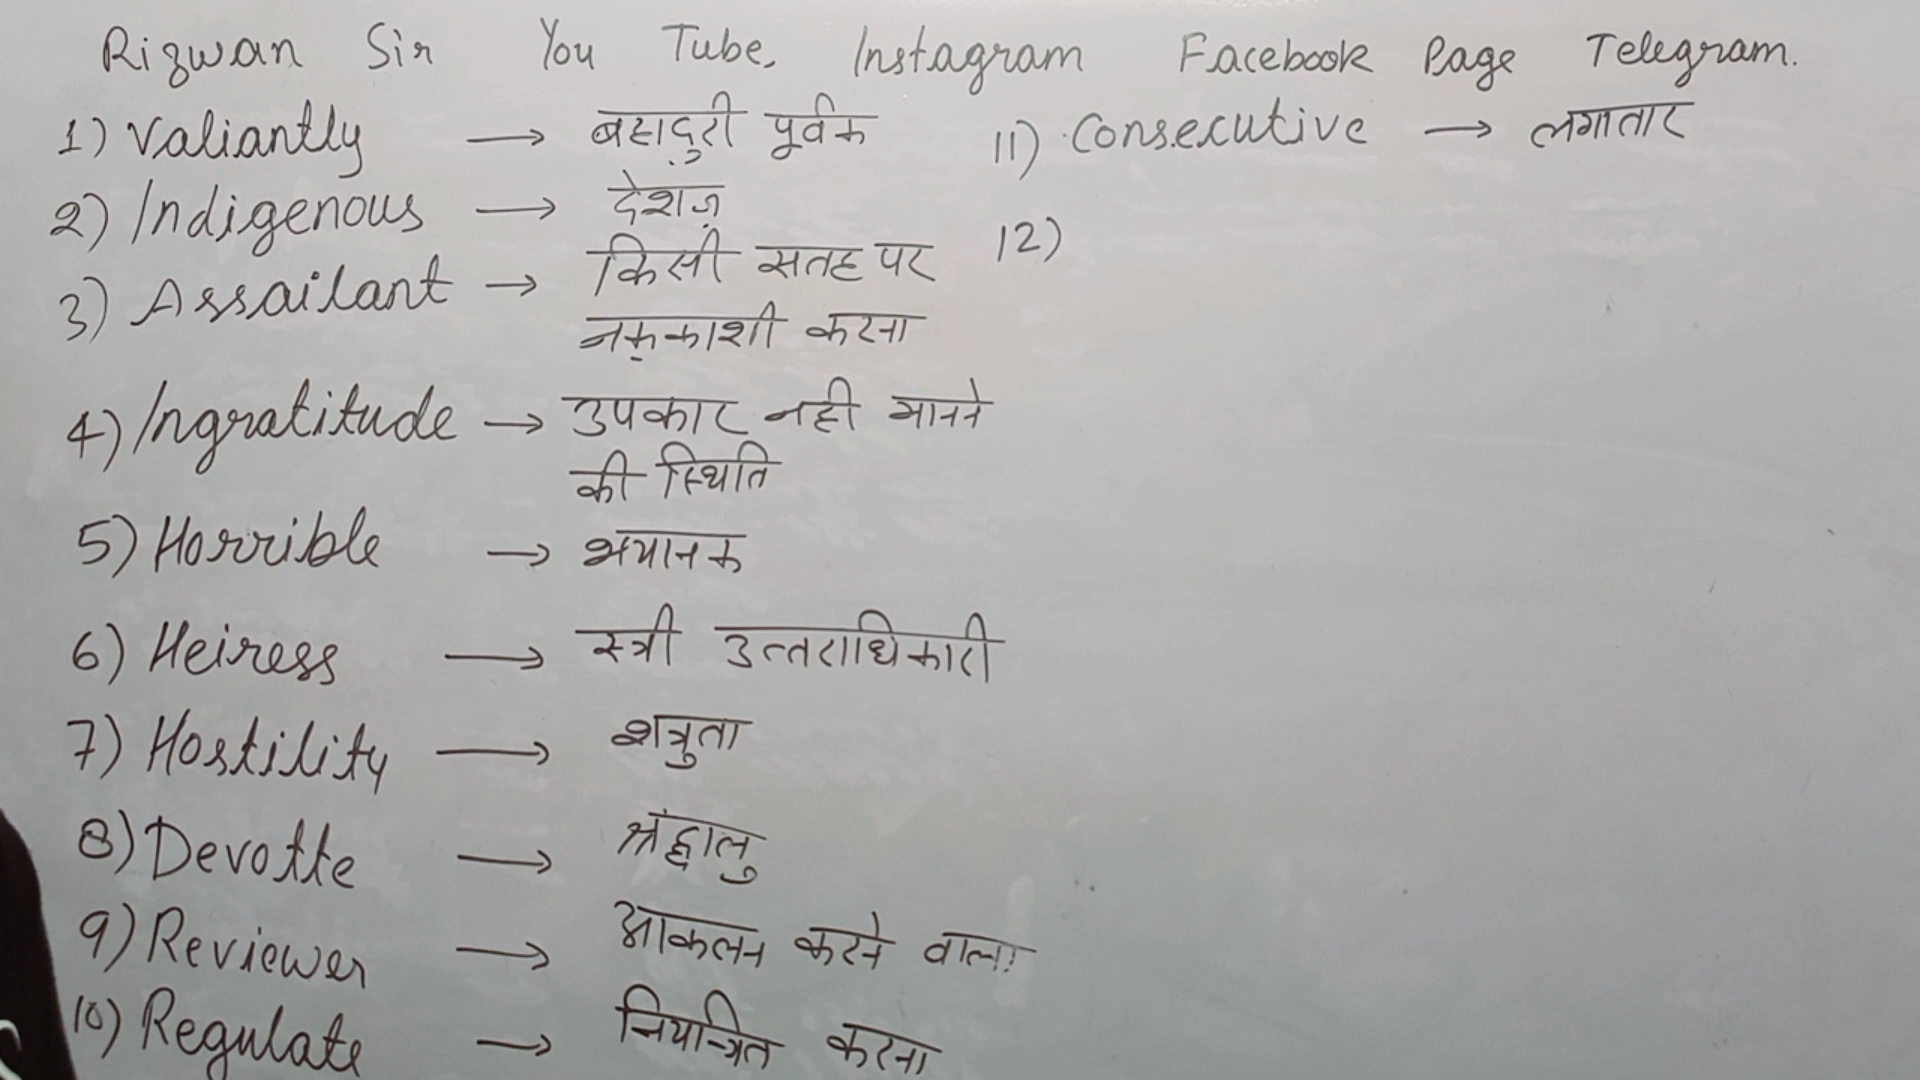 Rizwan Sir You Tube, Instagram Facebook Page Telegram.
1) Valiantly → बहादुरी पूर्वक
2) Indigenous → देशज़
3) Assailant → किसी सतह पर
नक़्काशी करना
4) Ingratitude → उपकार नही मानने
की स्थिति
5) Horrible → भयानक
6) Heiress → स्त्री उत्तराधिकारी
7) Hostility → शत्रुता
8) Devotte → श्रद्धालु
9) Reviewer → आकलन करने वाला
10) Regulate → नियन्त्रित करना
11) Consecutive → लगातार
12)